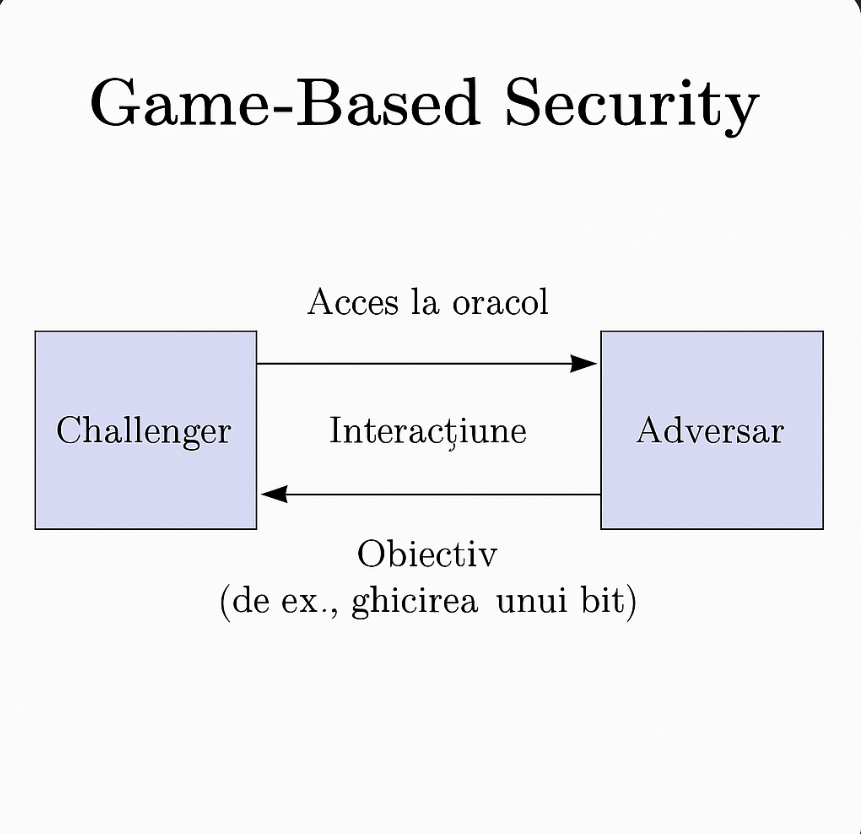 Game-Based Security
Acces la oracol
Challenger
Interacţiune
Adversar
Obiectiv
(de ex., ghicirea unui bit)